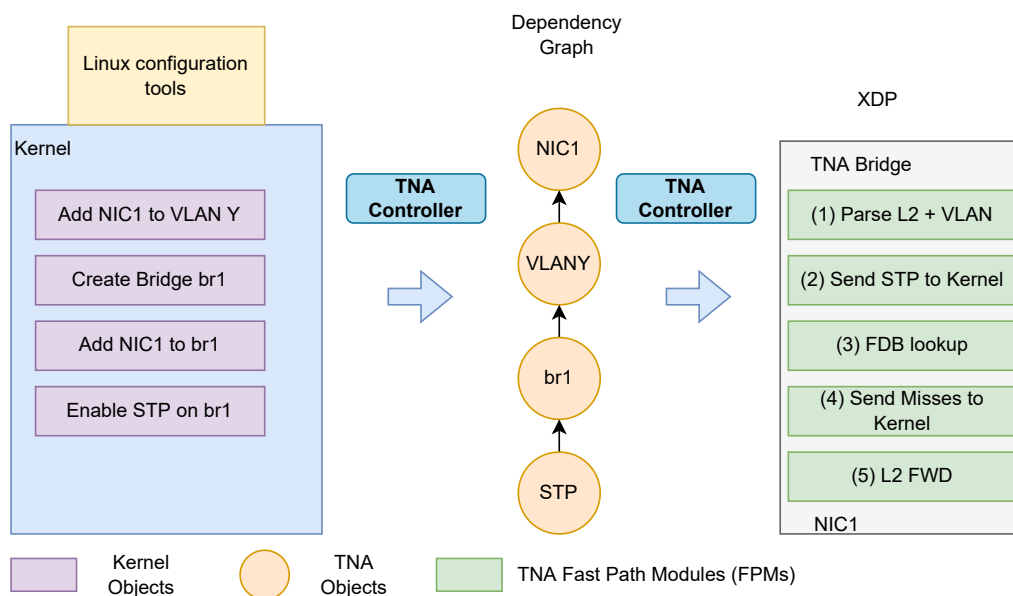 Linux configuration
tools
Kernel
Add NIC1 to VLAN Y
Create Bridge br1
Add NIC1 to br1
Enable STP on br1
TNA
Controller
Dependency
Graph
NIC1
VLANY
br1
STP
TNA
Controller
XDP
TNA Bridge
(1) Parse L2 + VLAN
(2) Send STP to Kernel
(3) FDB lookup
(4) Send Misses to
Kernel
(5) L2 FWD
NIC1
Kernel
Objects
TNA
Objects
TNA Fast Path Modules (FPMs)